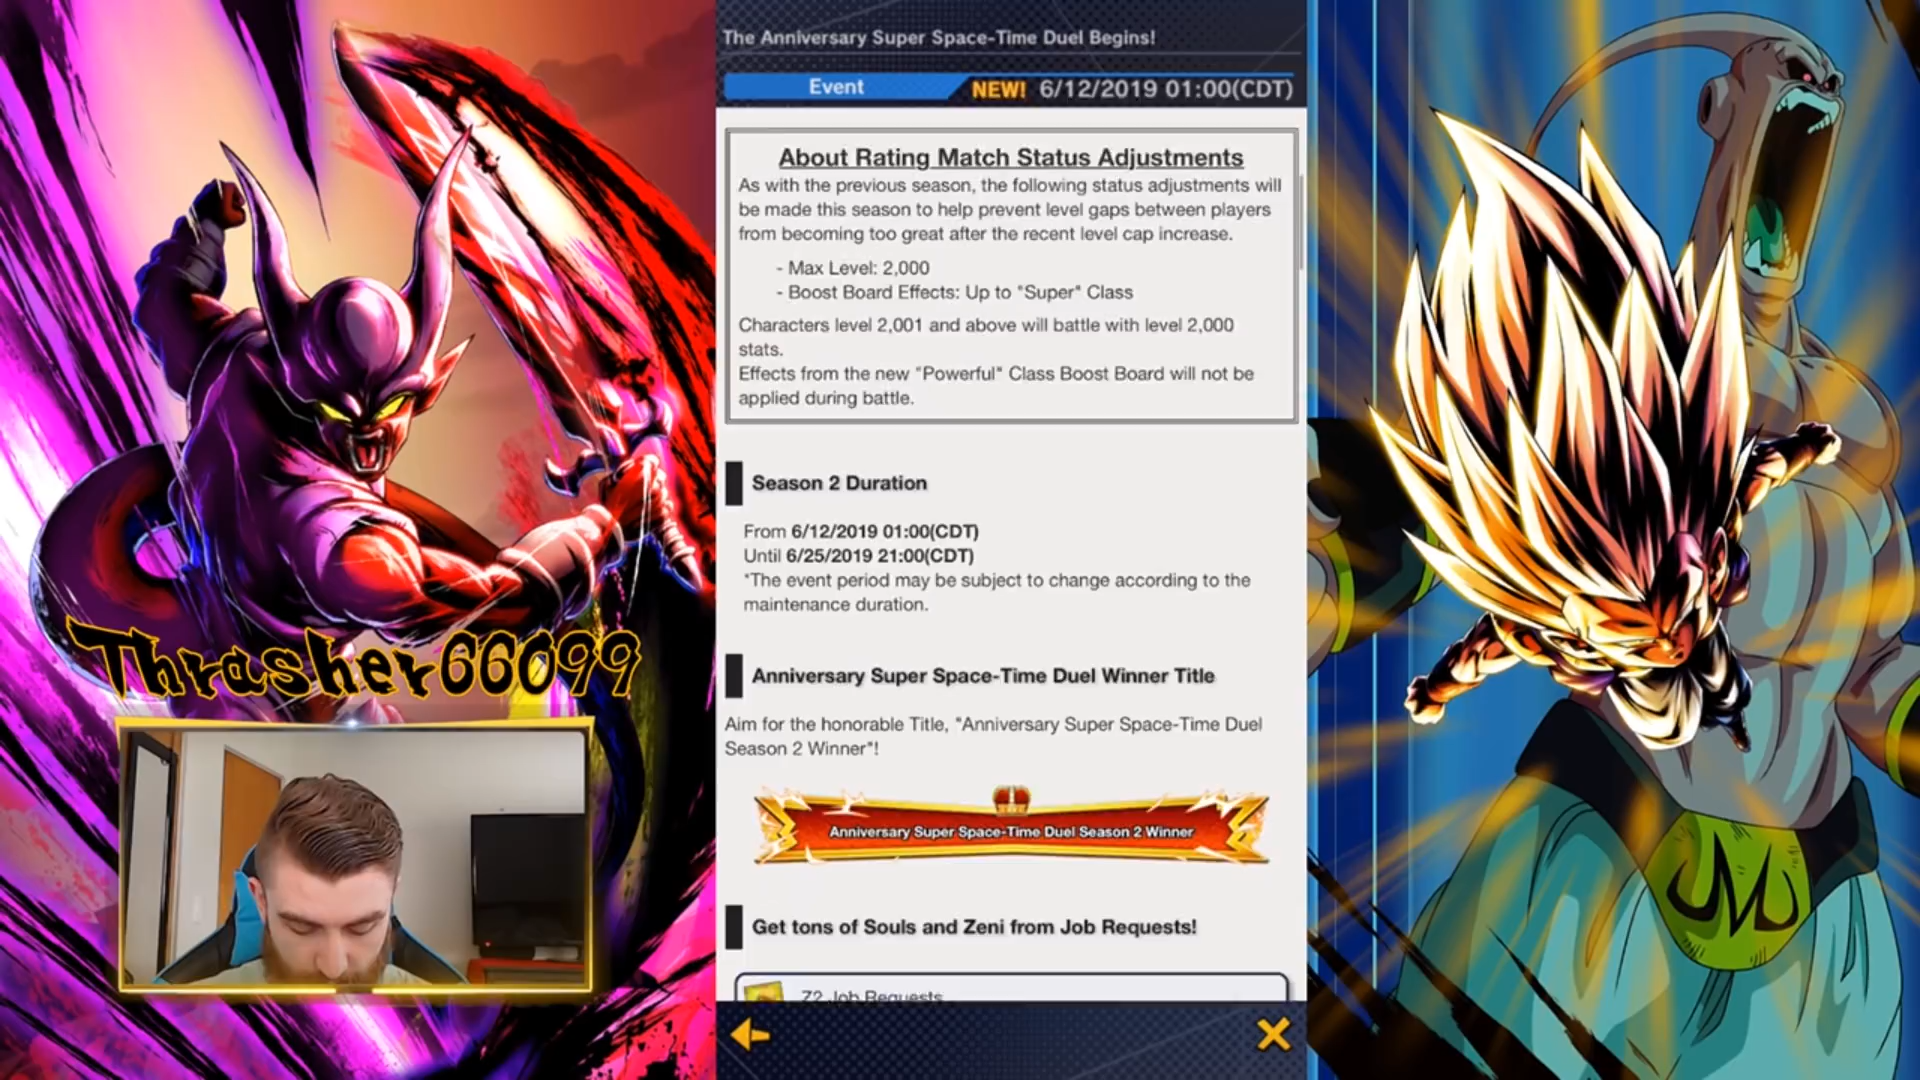 The Anniversary Super Space-Time Duel Begins!
Event NEW! 6/12/2019 01:00(CDT)
About Rating Match Status Adjustments
As with the previous season, the following status adjustments will
be made this season to help prevent level gaps between players
from becoming too great after the recent level cap increase.
- Max Level: 2,000
- Boost Board Effects: Up to "Super" Class
Characters level 2,001 and above will battle with level 2,000
stats.
Effects from the new "Powerful" Class Boost Board will not be
applied during battle.
Season 2 Duration
From 6/12/2019 01:00(CDT)
Until 6/25/2019 21:00(CDT)
*The event period may be subject to change according to the
maintenance duration.
Anniversary Super Space-Time Duel Winner Title
Aim for the honorable Title, "Anniversary Super Space-Time Duel
Season 2 Winner"!
Anniversary Super Space-Time Duel Season 2 Winner
Get tons of Souls and Zeni from Job Requests!
Z2 Job Requests
Thrasher66099
M